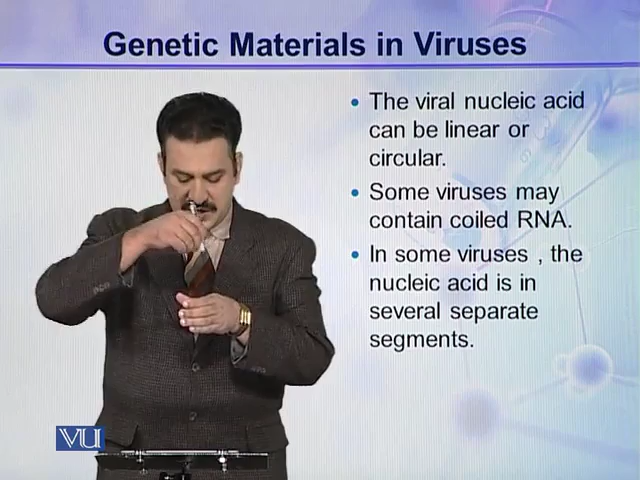 Genetic Materials in Viruses
• The viral nucleic acid
can be linear or
circular.
• Some viruses may
contain coiled RNA.
• In some viruses , the
nucleic acid is in
several separate
segments.
VU